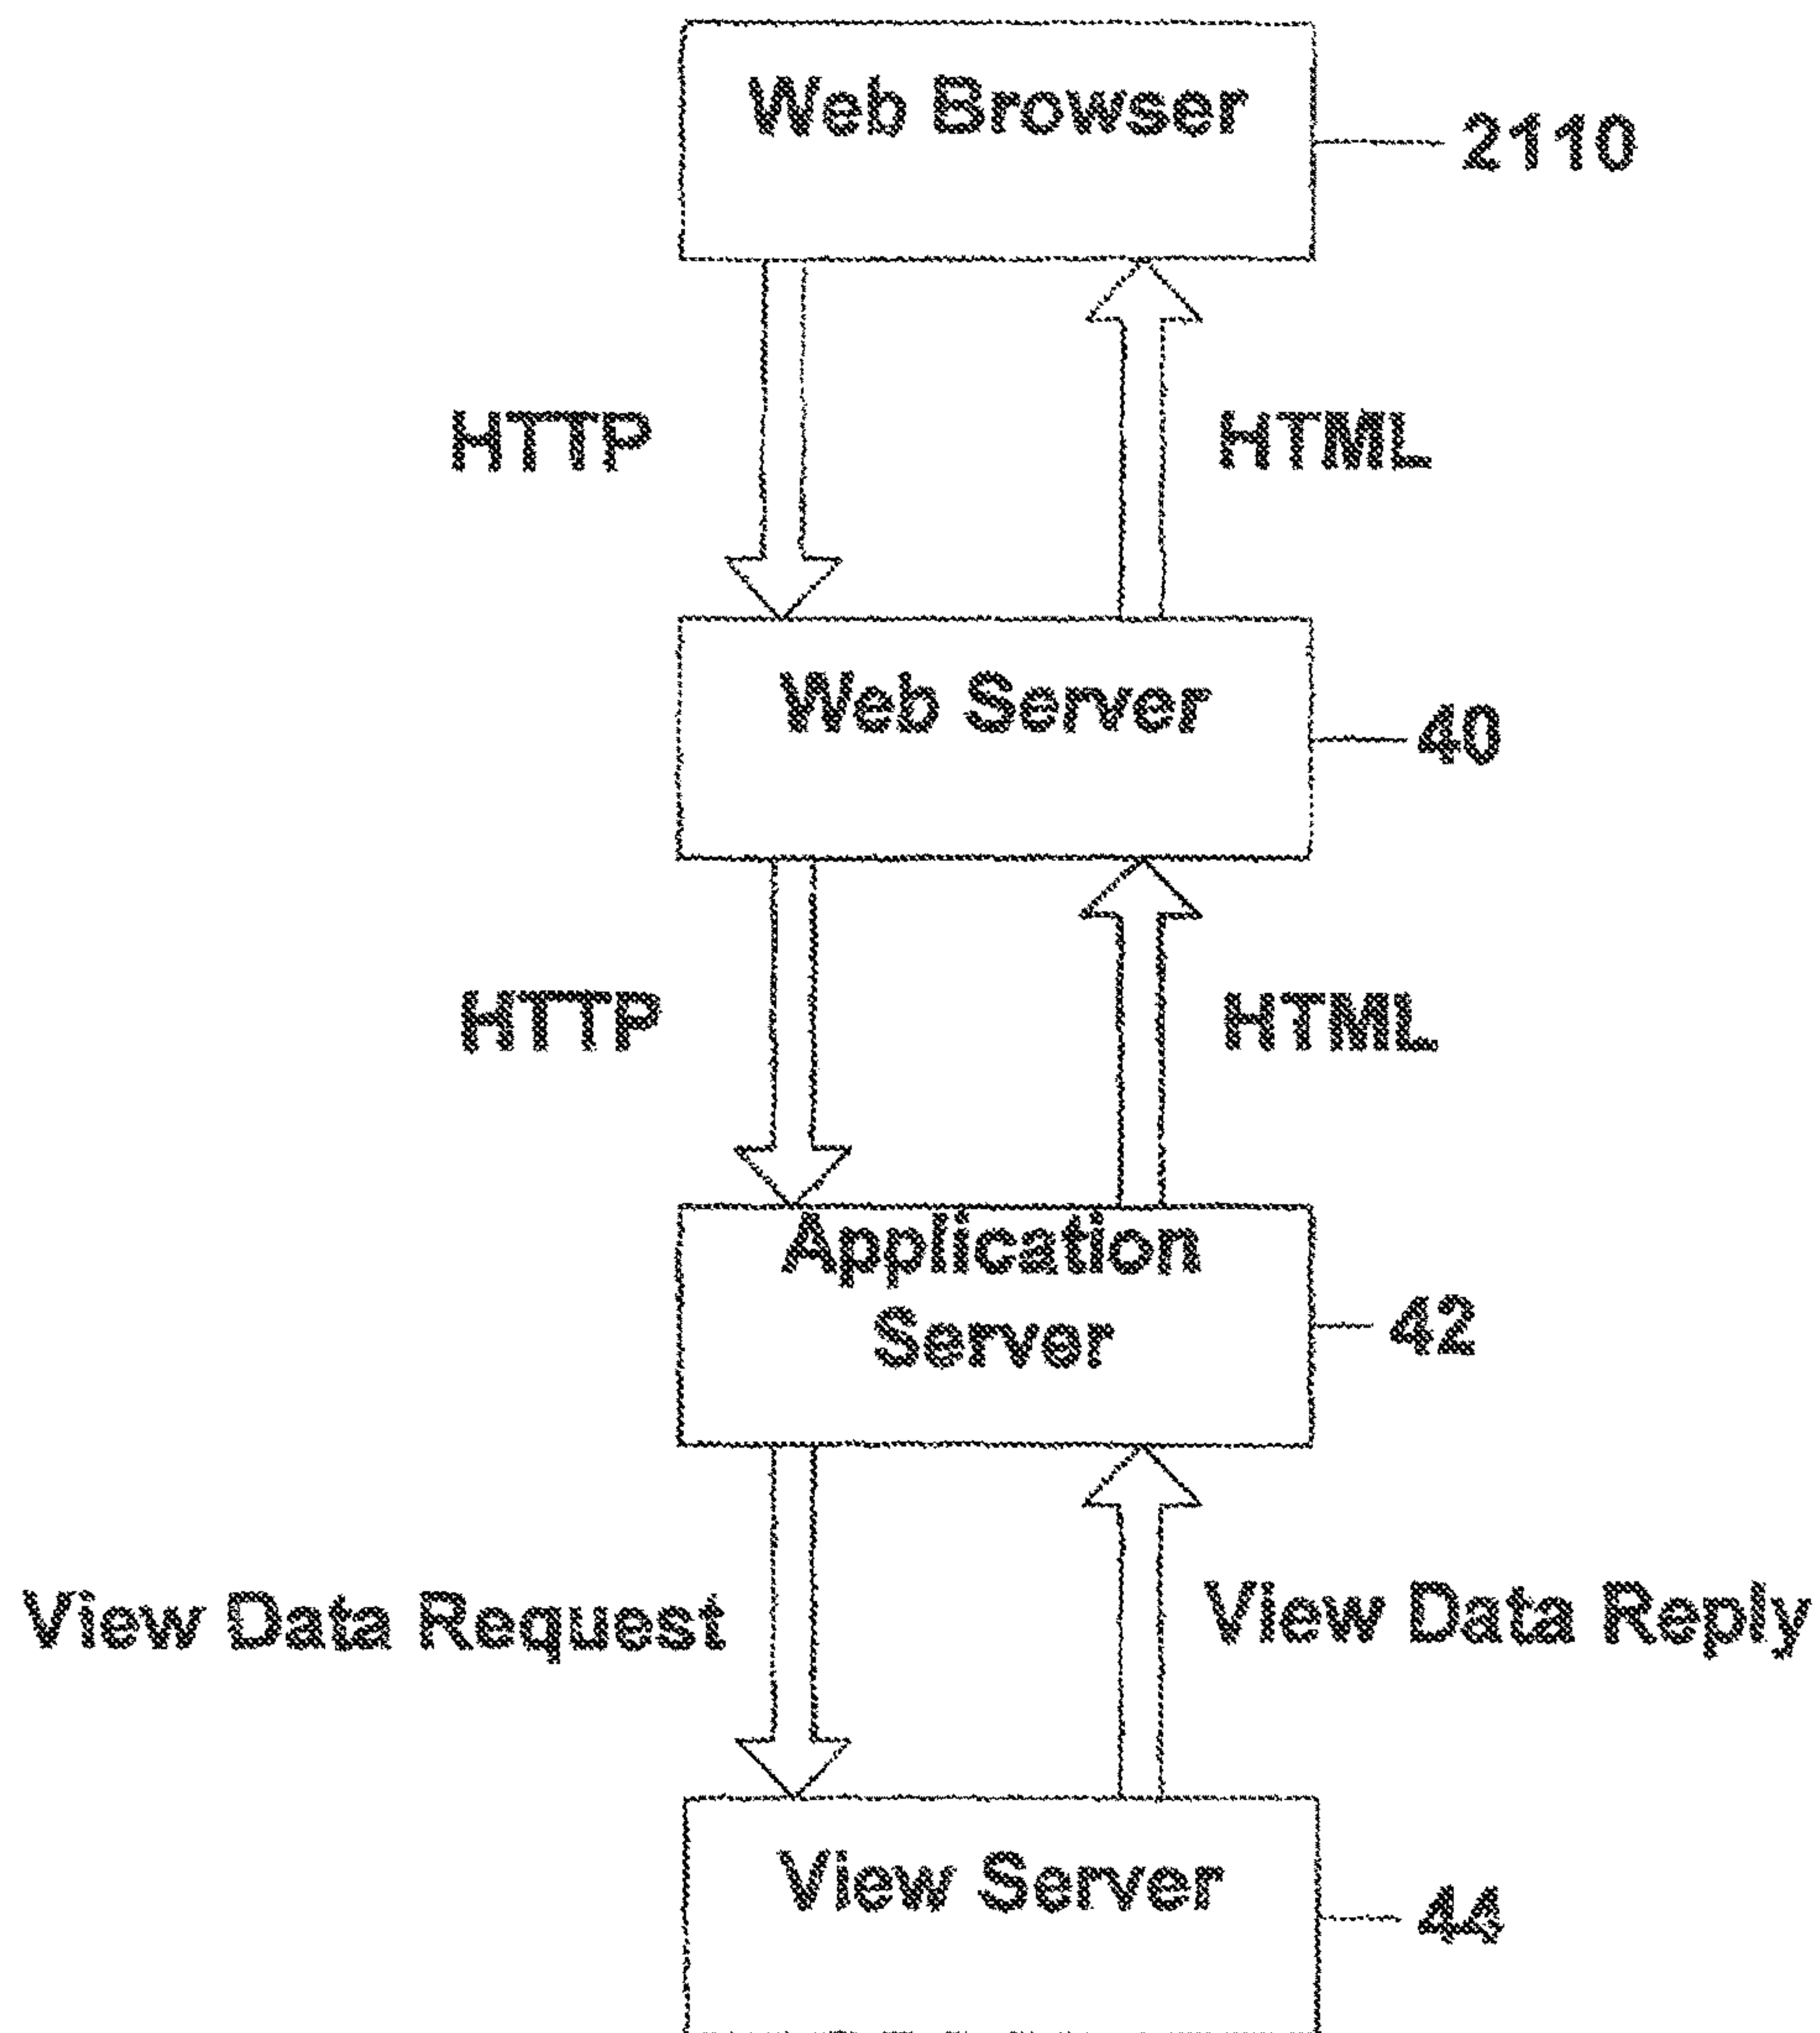 Web Browser
2110
HTTP
HTML
Web Server
40
HTTP
HTML
Application
Server
42
View Data Request
View Data Reply
View Server
44